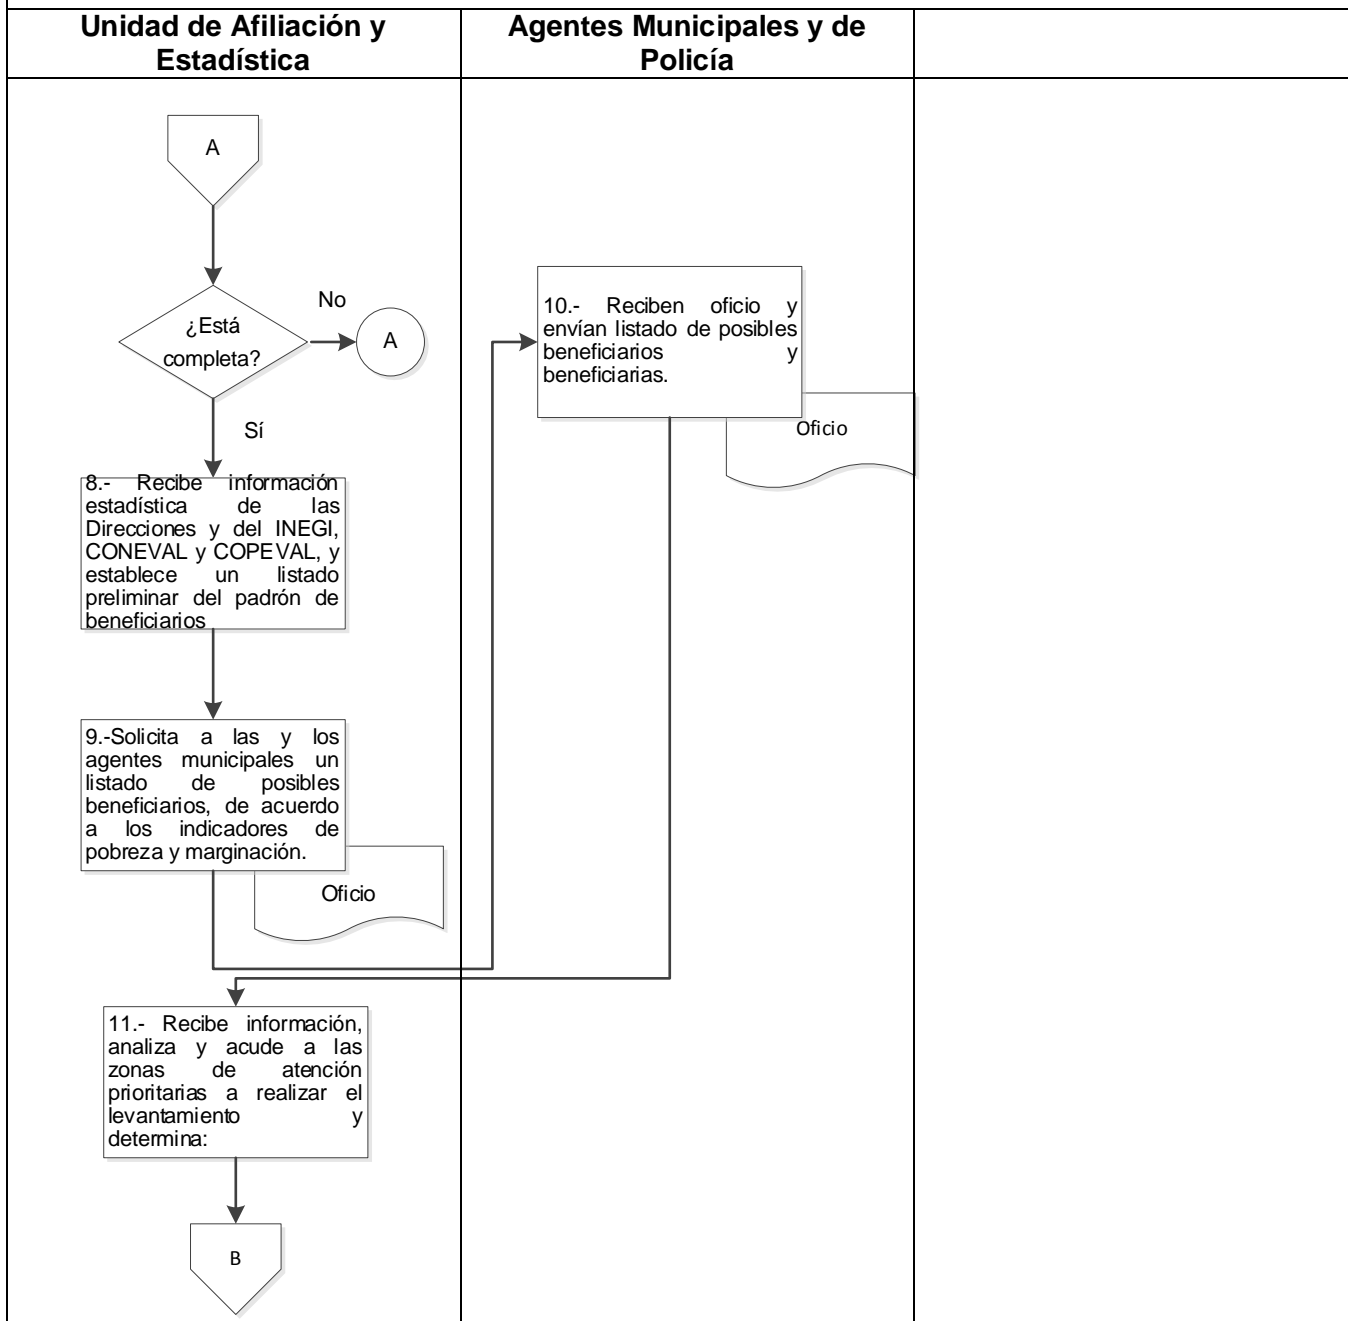 Unidad de Afiliación y
Estadística
Agentes Municipales y de
Policía
A
¿Está
completa?
No
A
Sí
8.- Recibe información
estadística de las
Direcciones y del INEGI,
CONEVAL y COPEVAL, y
establece un listado
preliminar del padrón de
beneficiarios
9.-Solicita a las y los
agentes municipales un
listado de posibles
beneficiarios, de acuerdo
a los indicadores de
pobreza y marginación.
Oficio
10.- Reciben oficio y
envían listado de posibles
beneficiarios y
beneficiarias.
Oficio
11.- Recibe información,
analiza y acude a las
zonas de atención
prioritarias a realizar el
levantamiento y
determina:
B